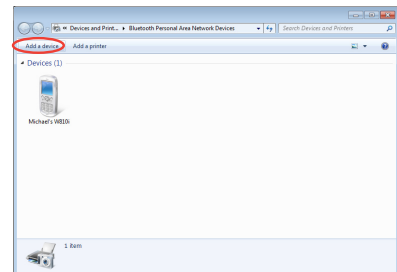 « Devices and Print... ▸ Bluetooth Personal Area Network Devices
Search Devices and Printers
Add a device Add a printer
Devices (1)
Michael's W810i
1 item